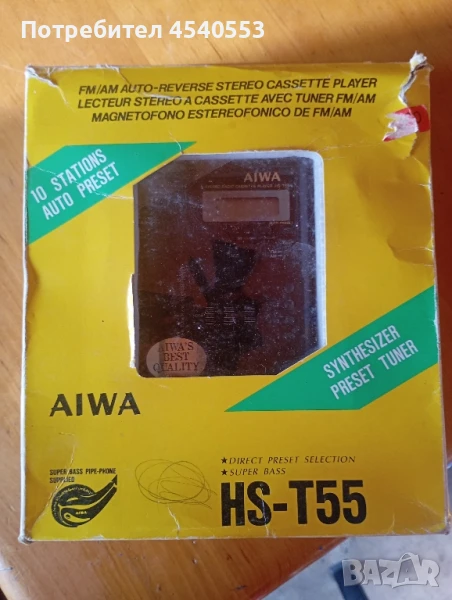 Потребител 4540553
FM/AM AUTO-REVERSE STEREO CASSETTE PLAYER
LECTEUR STEREO A CASSETTE AVEC TUNER FM/AM
MAGNETOFONO ESTEREOFONICO DE FM/AM
10 STATIONS
AUTO PRESET
AIWA
AIWA'S
BEST
QUALITY
SYNTHESIZER
PRESET TUNER
AIWA
★DIRECT PRESET SELECTION
★SUPER BASS
SUPER BASS PIPE-PHONE
SUPPLIED
AIWA
HS-T55
BAZAR